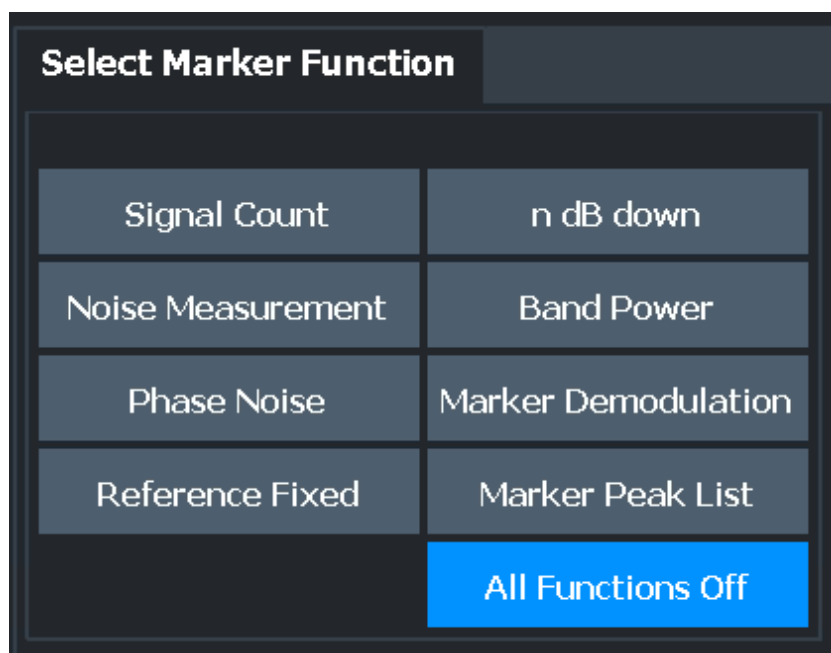 Select Marker Function
Signal Count
n dB down
Noise Measurement
Band Power
Phase Noise
Marker Demodulation
Reference Fixed
Marker Peak List
All Functions Off